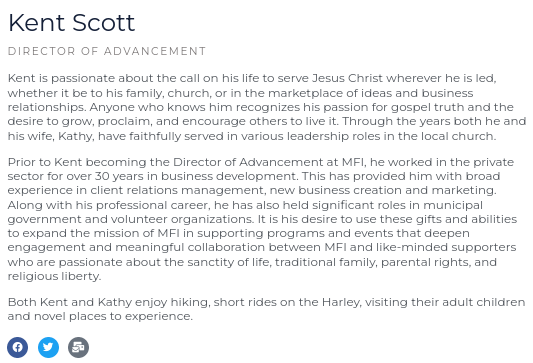 Kent Scott
DIRECTOR OF ADVANCEMENT
Kent is passionate about the call on his life to serve Jesus Christ wherever he is led,
whether it be to his family, church, or in the marketplace of ideas and business
relationships. Anyone who knows him recognizes his passion for gospel truth and the
desire to grow, proclaim, and encourage others to live it. Through the years both he and
his wife, Kathy, have faithfully served in various leadership roles in the local church.
Prior to Kent becoming the Director of Advancement at MFI, he worked in the private
sector for over 30 years in business development. This has provided him with broad
experience in client relations management, new business creation and marketing.
Along with his professional career, he has also held significant roles in municipal
government and volunteer organizations. It is his desire to use these gifts and abilities
to expand the mission of MFI in supporting programs and events that deepen
engagement and meaningful collaboration between MFI and like-minded supporters
who are passionate about the sanctity of life, traditional family, parental rights, and
religious liberty.
Both Kent and Kathy enjoy hiking, short rides on the Harley, visiting their adult children
and novel places to experience.